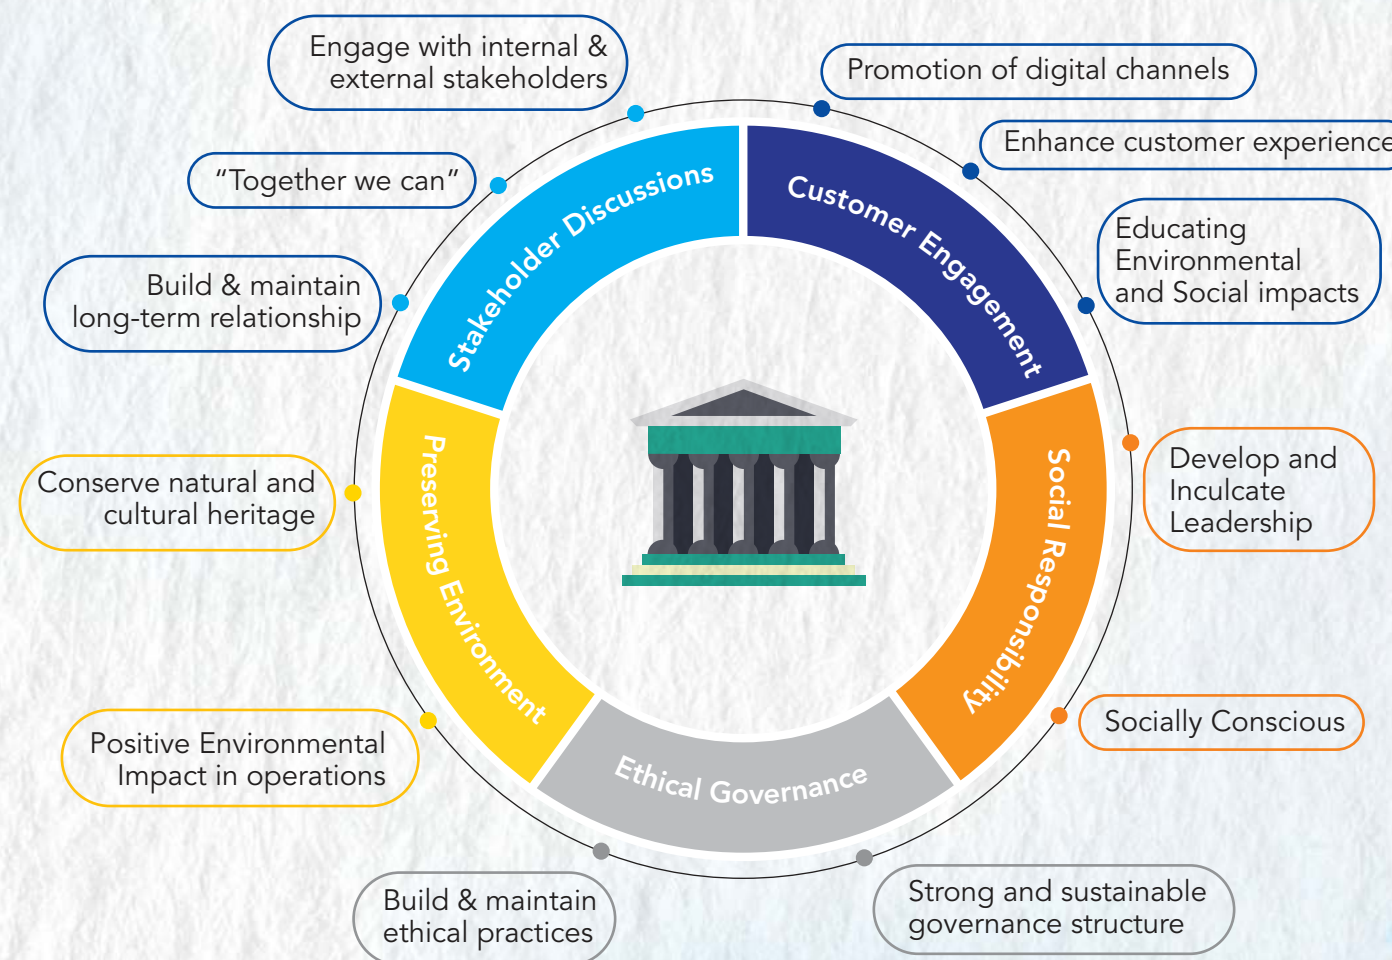 Engage with internal &
external stakeholders
Promotion of digital channels
Enhance customer experience
"Together we can"
Educating
Environmental
and Social impacts
Build & maintain
long-term relationship
Stakeholder Discussions
Customer Engagement
Conserve natural and
cultural heritage
Preserving Environment
Social Responsibility
Develop and
Inculcate
Leadership
Positive Environmental
Impact in operations
Socially Conscious
Ethical Governance
Build & maintain
ethical practices
Strong and sustainable
governance structure